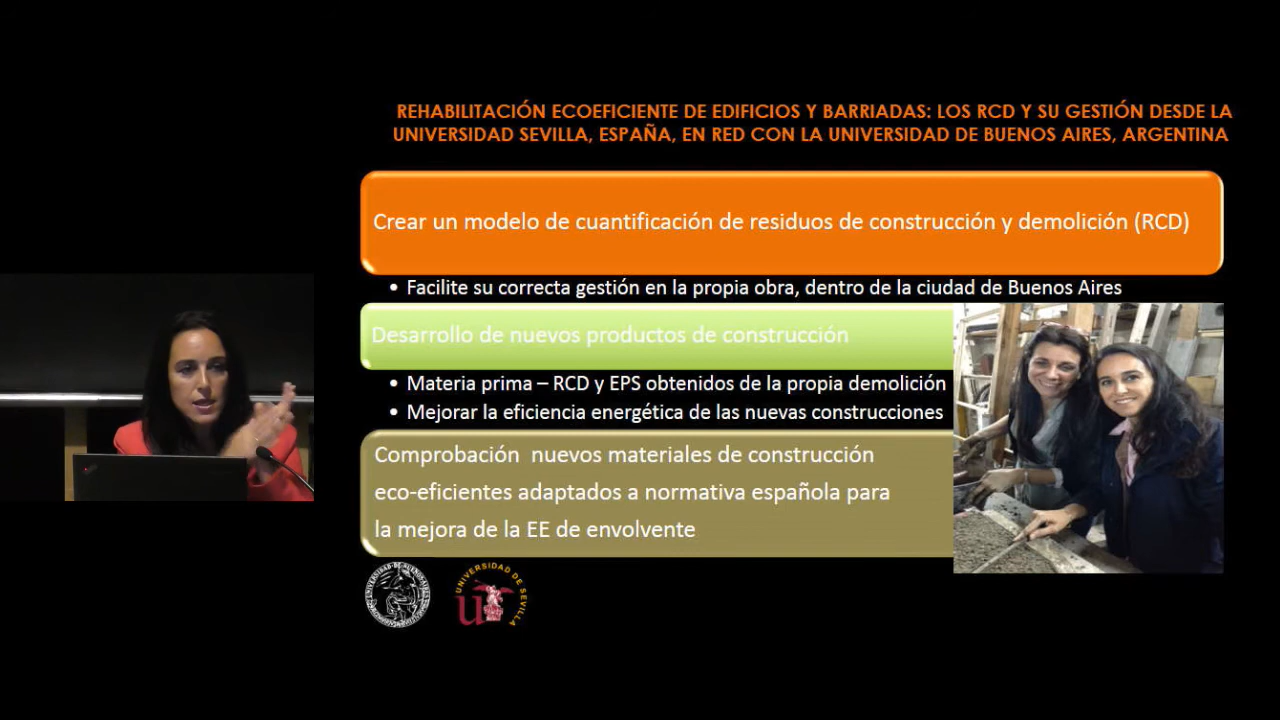 REHABILITACIÓN ECOEFICIENTE DE EDIFICIOS Y BARRIADAS: LOS RCD Y SU GESTIÓN DESDE LA
UNIVERSIDAD SEVILLA, ESPAÑA, EN RED CON LA UNIVERSIDAD DE BUENOS AIRES, ARGENTINA
Crear un modelo de cuantificación de residuos de construcción y demolición (RCD)
• Facilite su correcta gestión en la propia obra, dentro de la ciudad de Buenos Aires
Desarrollo de nuevos productos de construcción
• Materia prima – RCD y EPS obtenidos de la propia demolición
• Mejorar la eficiencia energética de las nuevas construcciones
Comprobación nuevos materiales de construcción
eco-eficientes adaptados a normativa española para
la mejora de la EE de envolvente
UNIVERSIDAD DE BUENOS AIRES
UNIVERSIDAD DE SEVILLA